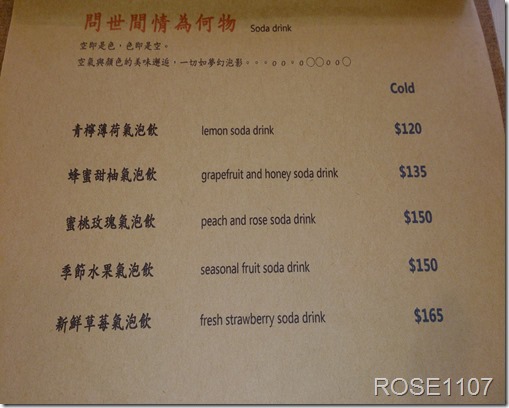 問世間情為何物 Soda drink
空即是色，色即是空。
空氣與顏色的美味邂逅，一切如夢幻泡影。。。o o 。o〇〇o o〇
Cold
青檸薄荷氣泡飲 lemon soda drink $120
蜂蜜甜柚氣泡飲 grapefruit and honey soda drink $135
蜜桃玫瑰氣泡飲 peach and rose soda drink $150
季節水果氣泡飲 seasonal fruit soda drink $150
新鮮草莓氣泡飲 fresh strawberry soda drink $165
ROSE1107